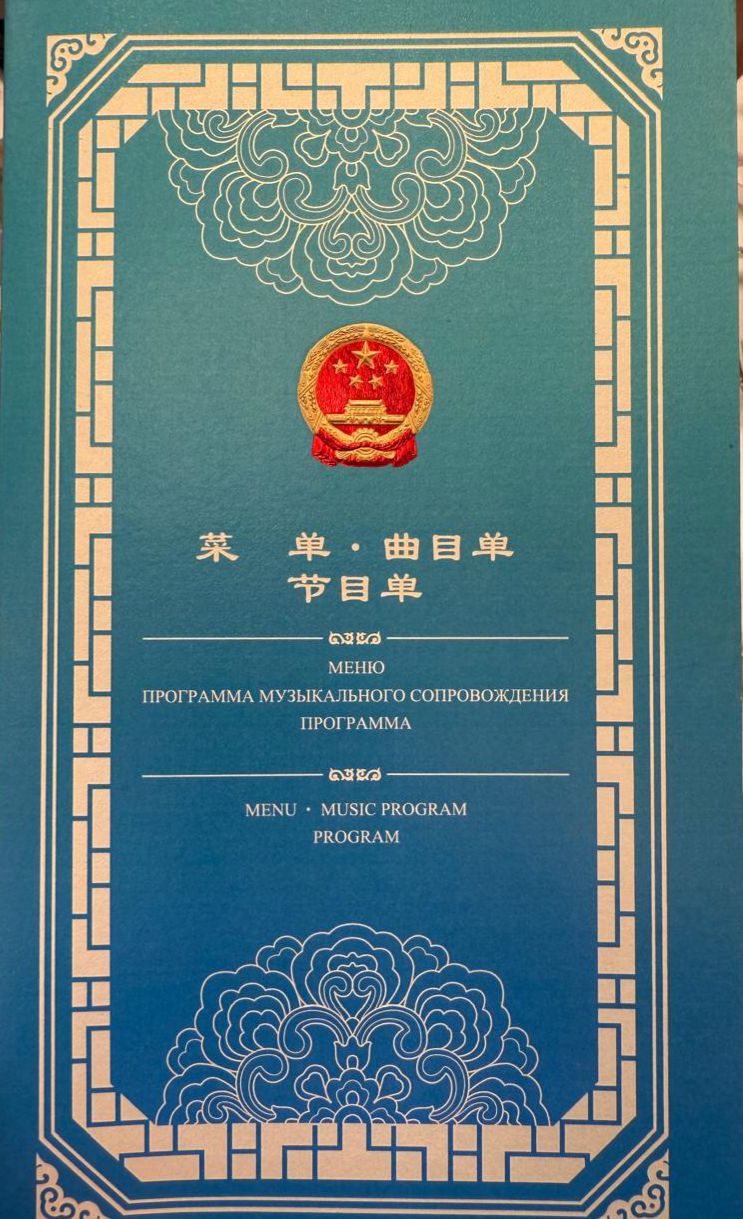 菜 单·曲目单
节目单
МЕНЮ
ПРОГРАММА МУЗЫКАЛЬНОГО СОПРОВОЖДЕНИЯ
ПРОГРАММА
MENU · MUSIC PROGRAM
PROGRAM